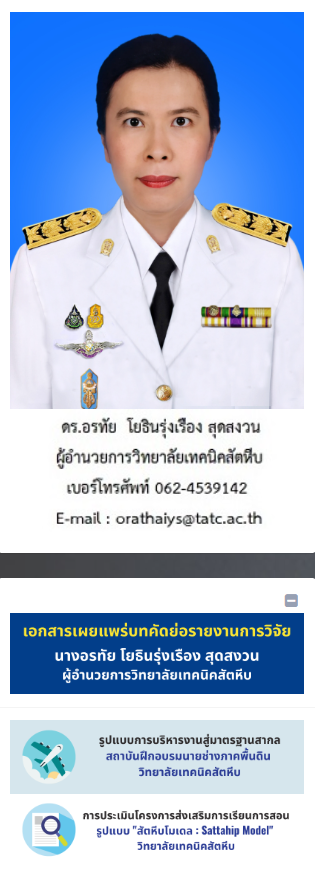 ดร.อรทัย โยธินรุ่งเรือง สุดสงวน
ผู้อำนวยการวิทยาลัยเทคนิคสัตหีบ
เบอร์โทรศัพท์ 062-4539142
E-mail : orathaiys@tatc.ac.th
เอกสารเผยแพร่บทคัดย่อรายงานการวิจัย
นางอรทัย โยธินรุ่งเรือง สุดสงวน
ผู้อำนวยการวิทยาลัยเทคนิคสัตหีบ
รูปแบบการบริหารงานสู่มาตรฐานสากล
สถาบันฝึกอบรมนายช่างภาคพื้นดิน
วิทยาลัยเทคนิคสัตหีบ
การประเมินโครงการส่งเสริมการเรียนการสอน
รูปแบบ "สัตหีบโมเดล : Sattahip Model"
วิทยาลัยเทคนิคสัตหีบ